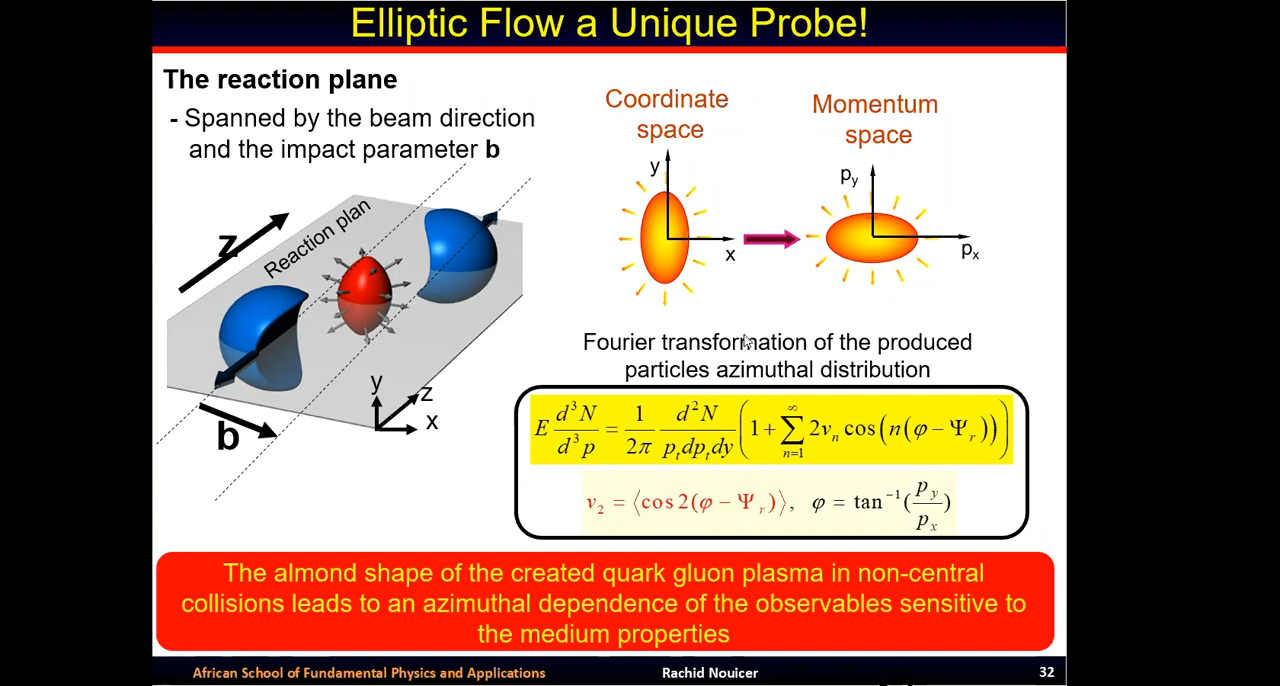 Elliptic Flow a Unique Probe!
The reaction plane
- Spanned by the beam direction
and the impact parameter b
Coordinate
space
Momentum
space
y
x
p_y
p_x
z
Reaction plan
b
y
z
x
Fourier transformation of the produced
particles azimuthal distribution
E d³N/d³p = 1/2π d²N/p_t dp_t dy (1 + ∑_{n=1}^{∞} 2v_n cos(n(φ − Ψ_r)))
v_2 = ⟨cos 2(φ − Ψ_r)⟩, φ = tan⁻¹(p_y/p_x)
The almond shape of the created quark gluon plasma in non-central
collisions leads to an azimuthal dependence of the observables sensitive to
the medium properties
African School of Fundamental Physics and Applications Rachid Nouicer 32